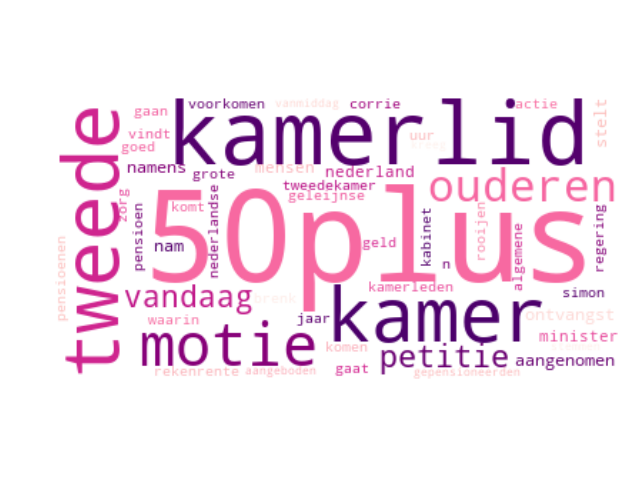 gaan
voorkomen
vanmiddag
corrie
actie
stelt
vindt
goed
kamerlid
uur
tweede
namens
grote
mensen
nederland
tweedekamer
geleijnse
ouderen
zorg
pensioen
komt
nederlandse
50plus
nam
geld
kabinet
n
rooijen
algemene
regering
pensioenen
kamerleden
simon
vandaag
brenk
kamer
ontvangst
waarin
jaar
motie
minister
komen
petitie
aangenomen
rekenrente
aangeboden
gaat
gepensioneerden